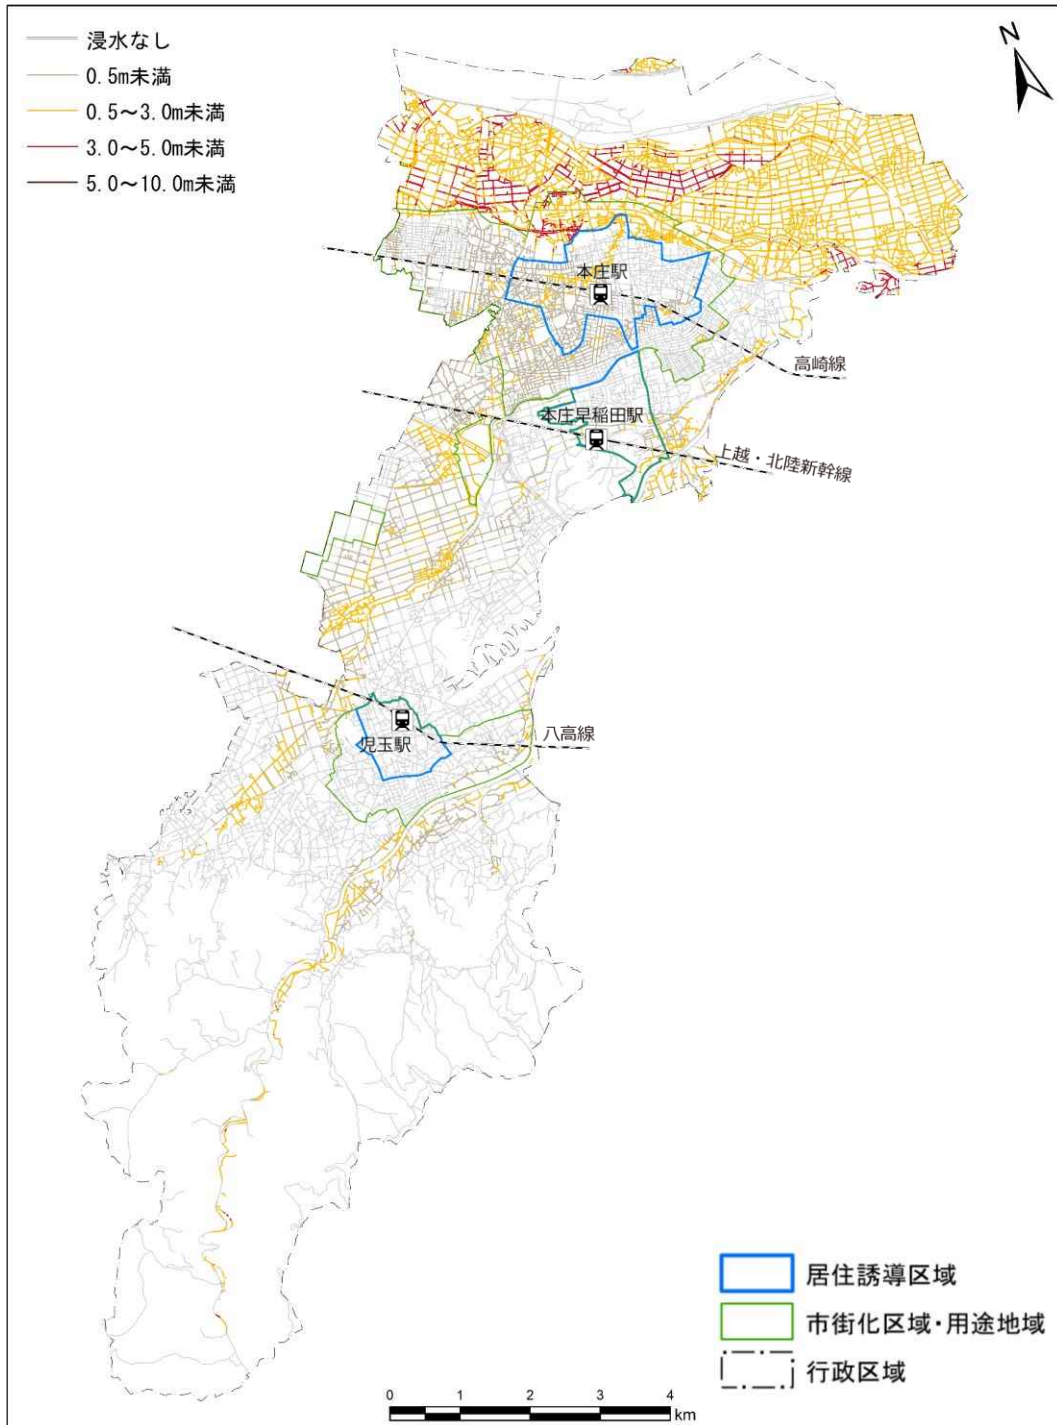 浸水なし
0.5m未満
0.5～3.0m未満
3.0～5.0m未満
5.0～10.0m未満
N
本庄駅
高崎線
本庄早稲田駅
上越・北陸新幹線
児玉駅
八高線
居住誘導区域
市街化区域・用途地域
行政区域
0 1 2 3 4
km